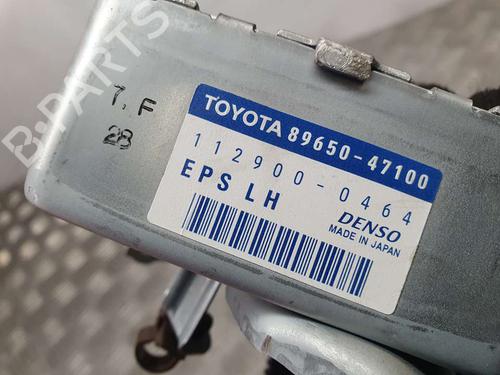 B-PARTS
7, F
28
TOYOTA 89650-47100
112900-0464
EPS LH
DENSO
MADE IN JAPAN